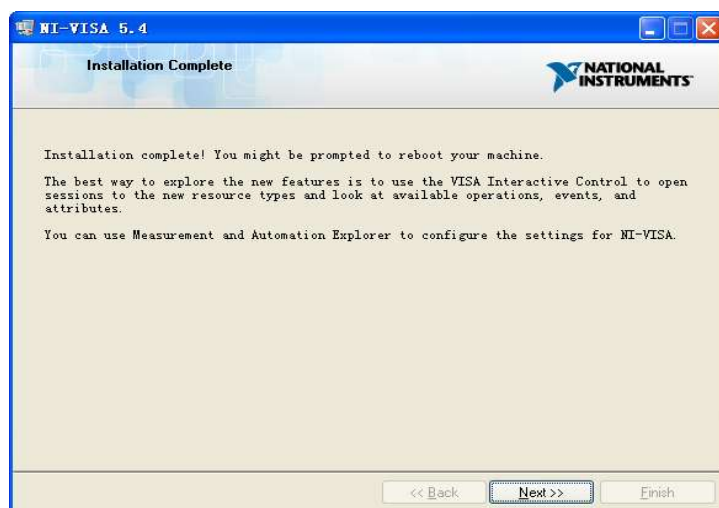 NI-VISA 5.4
Installation Complete
NATIONAL
INSTRUMENTS™
Installation complete! You might be prompted to reboot your machine.
The best way to explore the new features is to use the VISA Interactive Control to open
sessions to the new resource types and look at available operations, events, and
attributes.
You can use Measurement and Automation Explorer to configure the settings for NI-VISA.
<< Back
Next >>
Finish